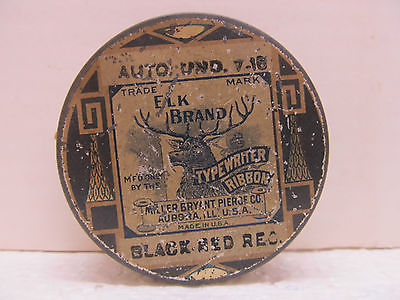 AUTO. UND. 7-16
TRADE MARK
ELK
BRAND
MFD ONLY
BY THE
TYPEWRITER
RIBBON
MILLER BRYANT PIERCE CO.
AURORA, ILL. U.S.A.
MADE IN U.S.A.
BLACK RED REC.